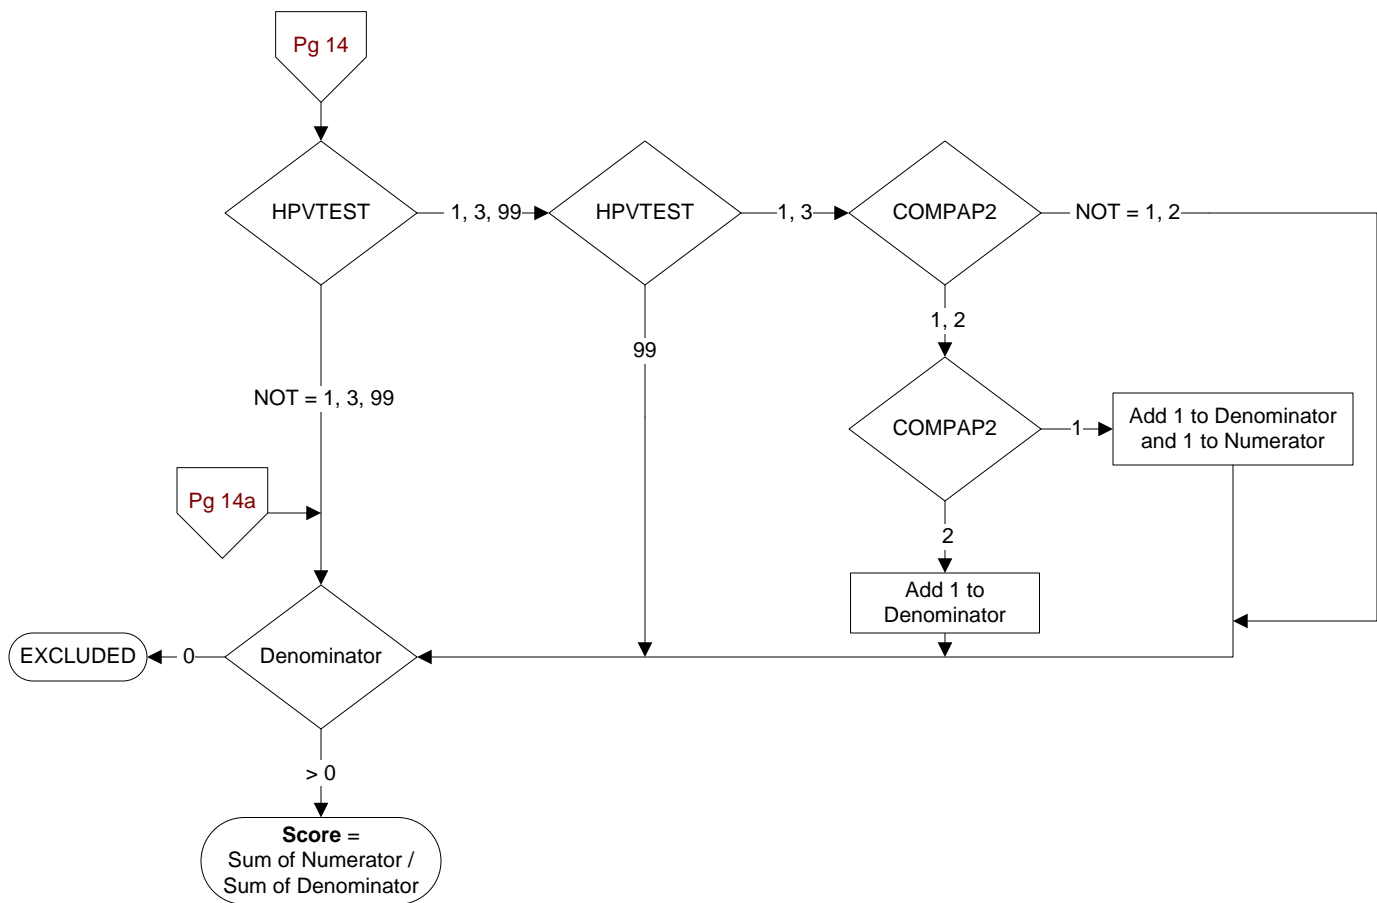 Pg 14
HPVTEST
1, 3, 99
HPVTEST
1, 3
COMPAP2
NOT = 1, 2
1, 2
99
NOT = 1, 3, 99
COMPAP2
1
Add 1 to Denominator
and 1 to Numerator
Pg 14a
2
Add 1 to
Denominator
EXCLUDED
0
Denominator
> 0
Score =
Sum of Numerator /
Sum of Denominator